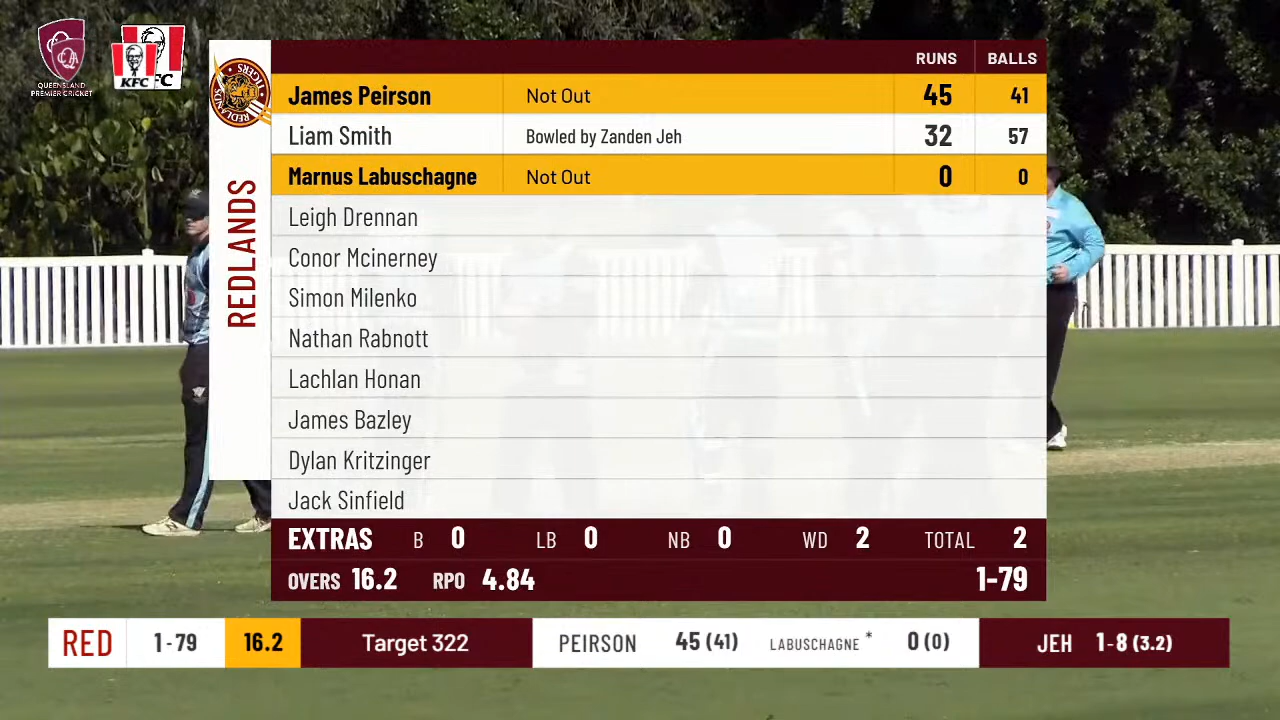 RUNS BALLS
James Peirson Not Out 45 41
Liam Smith Bowled by Zanden Jeh 32 57
Marnus Labuschagne Not Out 0 0
Leigh Drennan
Conor Mcinerney
Simon Milenko
Nathan Rabnott
Lachlan Honan
James Bazley
Dylan Kritzinger
Jack Sinfield
EXTRAS B 0 LB 0 NB 0 WD 2 TOTAL 2
OVERS 16.2 RPO 4.84 1-79
REDLANDS
REDLANDS TIGERS
QUEENSLAND
PREMIER CRICKET
KFC
FC
RED 1-79 16.2 Target 322 PEIRSON 45 (41) LABUSCHAGNE * 0 (0) JEH 1-8 (3.2)